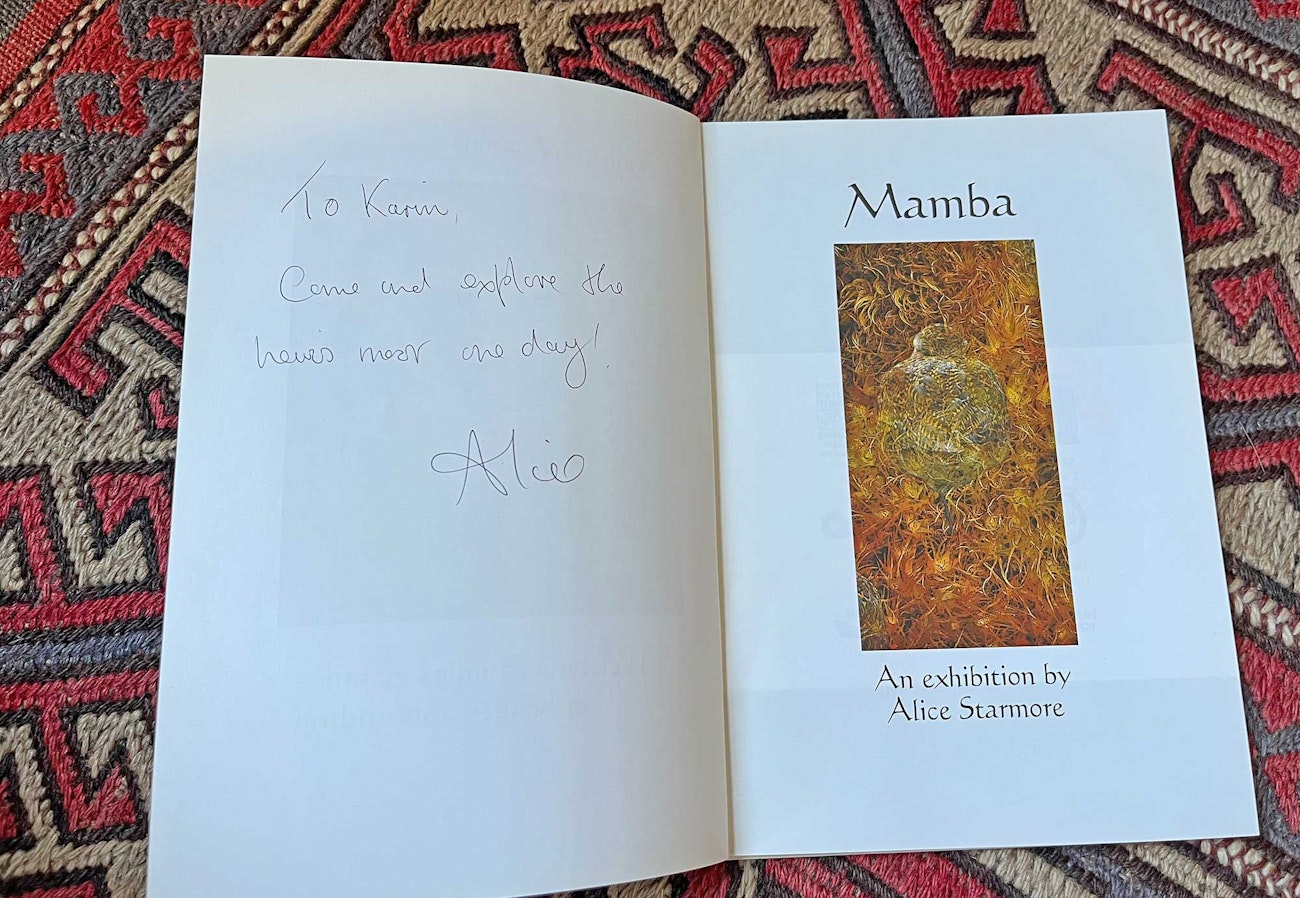 To Karin,
Come and explore the
Lewis moor one day!
Alice
Mamba
An exhibition by
Alice Starmore